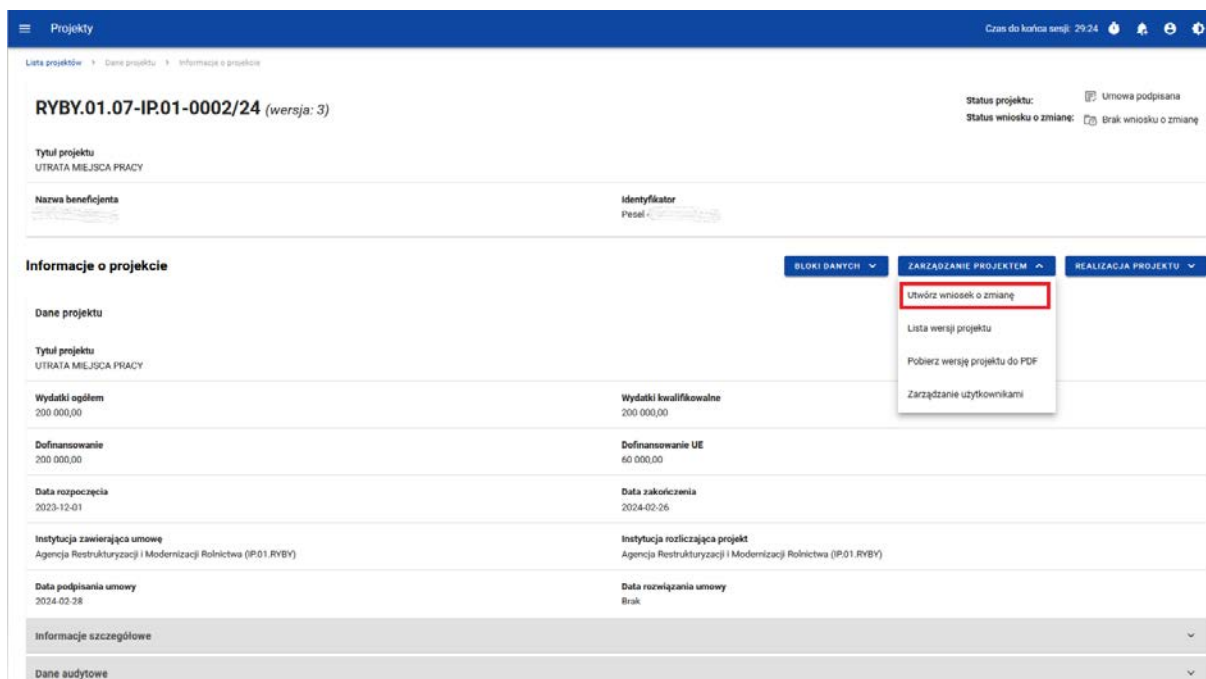 Projekty
Czas do końca sesji: 29:24
Lista projektów > Dane projektu > Informacje o projekcie
RYBY.01.07-IP.01-0002/24 (wersja: 3)
Status projektu: Umowa podpisana
Status wniosku o zmianę: Brak wniosku o zmianę
Tytuł projektu
UTRATA MIEJSCA PRACY
Nazwa beneficjenta Identyfikator
Pesel -
Informacje o projekcie BLOKI DANYCH ZARZĄDZANIE PROJEKTEM REALIZACJA PROJEKTU
Utwórz wniosek o zmianę
Dane projektu
Lista wersji projektu
Tytuł projektu
UTRATA MIEJSCA PRACY
Pobierz wersję projektu do PDF
Zarządzanie użytkownikami
Wydatki ogółem Wydatki kwalifikowalne
200 000,00 200 000,00
Dofinansowanie Dofinansowanie UE
200 000,00 60 000,00
Data rozpoczęcia Data zakończenia
2023-12-01 2024-02-26
Instytucja zawierająca umowę Instytucja rozliczająca projekt
Agencja Restrukturyzacji i Modernizacji Rolnictwa (IP.01.RYBY) Agencja Restrukturyzacji i Modernizacji Rolnictwa (IP.01.RYBY)
Data podpisania umowy Data rozwiązania umowy
2024-02-28 Brak
Informacje szczegółowe
Dane audytowe